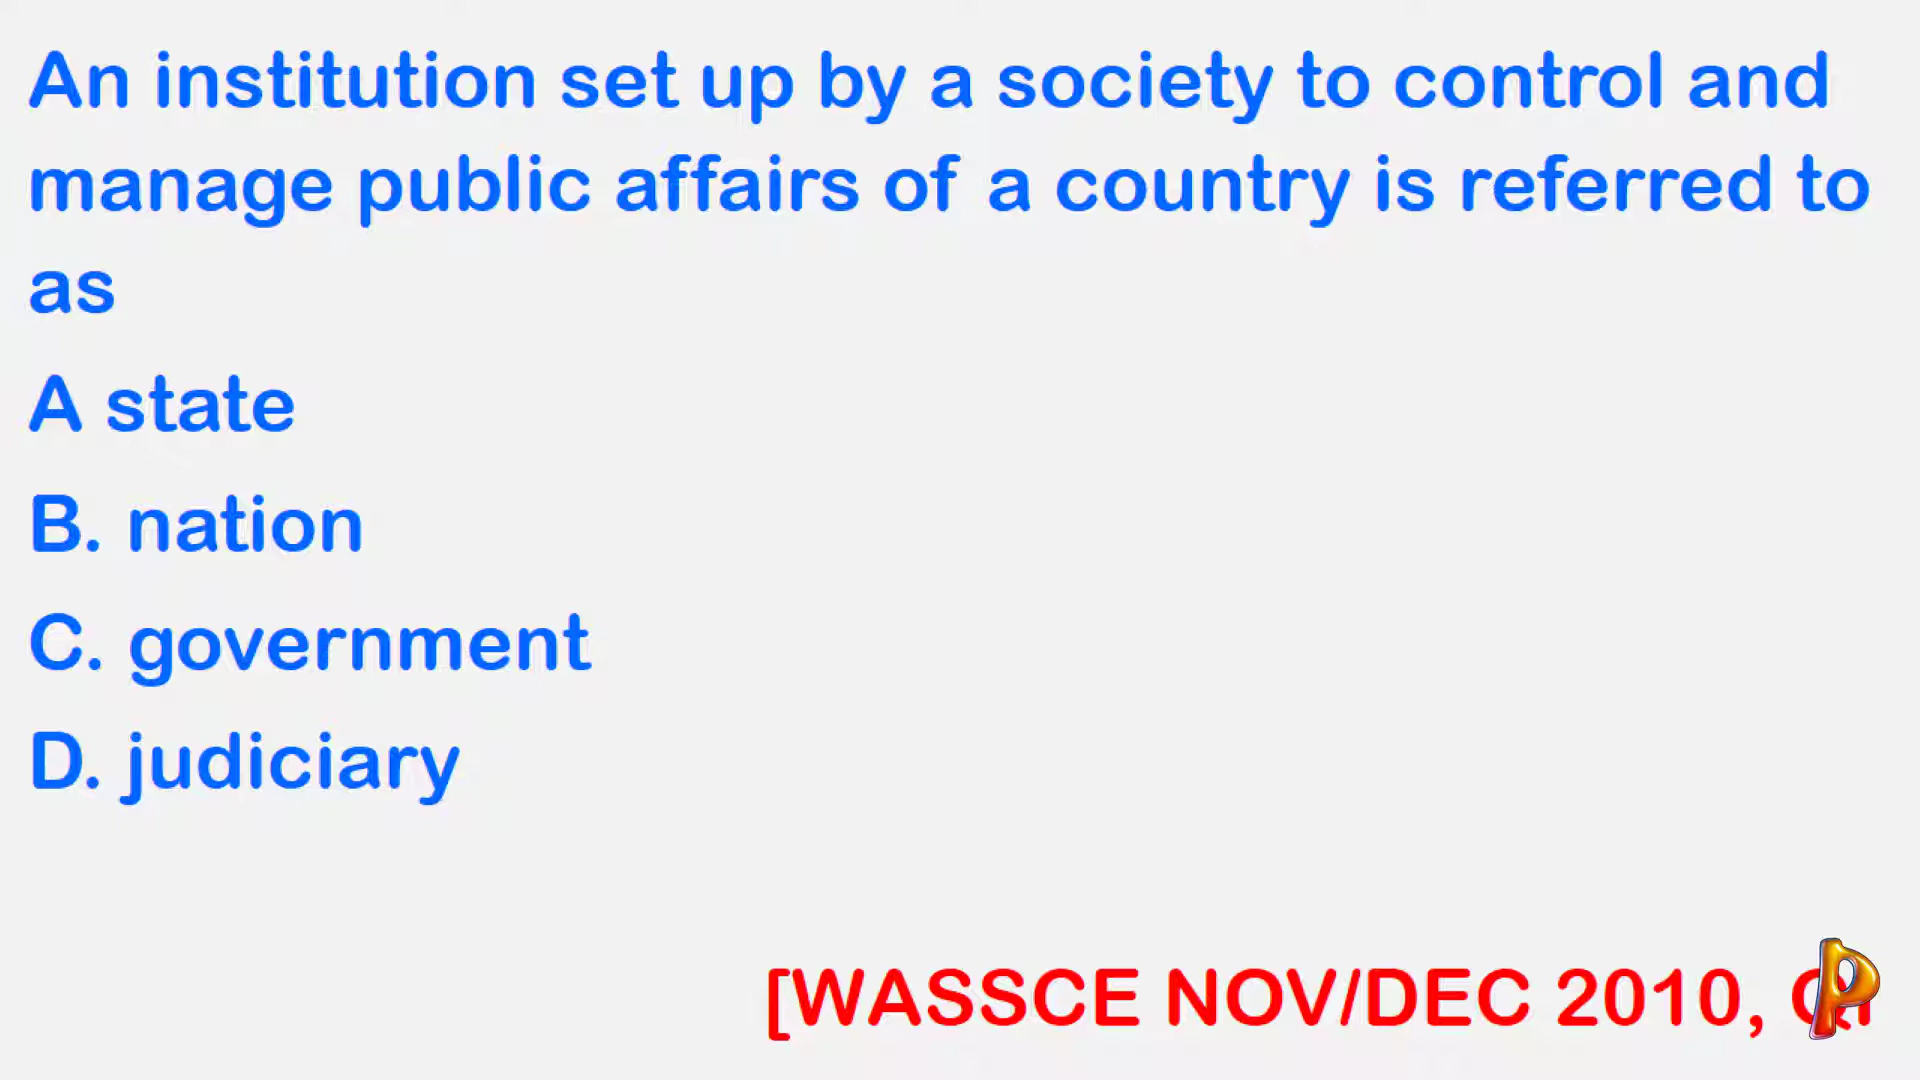 An institution set up by a society to control and
manage public affairs of a country is referred to
as
A state
B. nation
C. government
D. judiciary
[WASSCE NOV/DEC 2010,